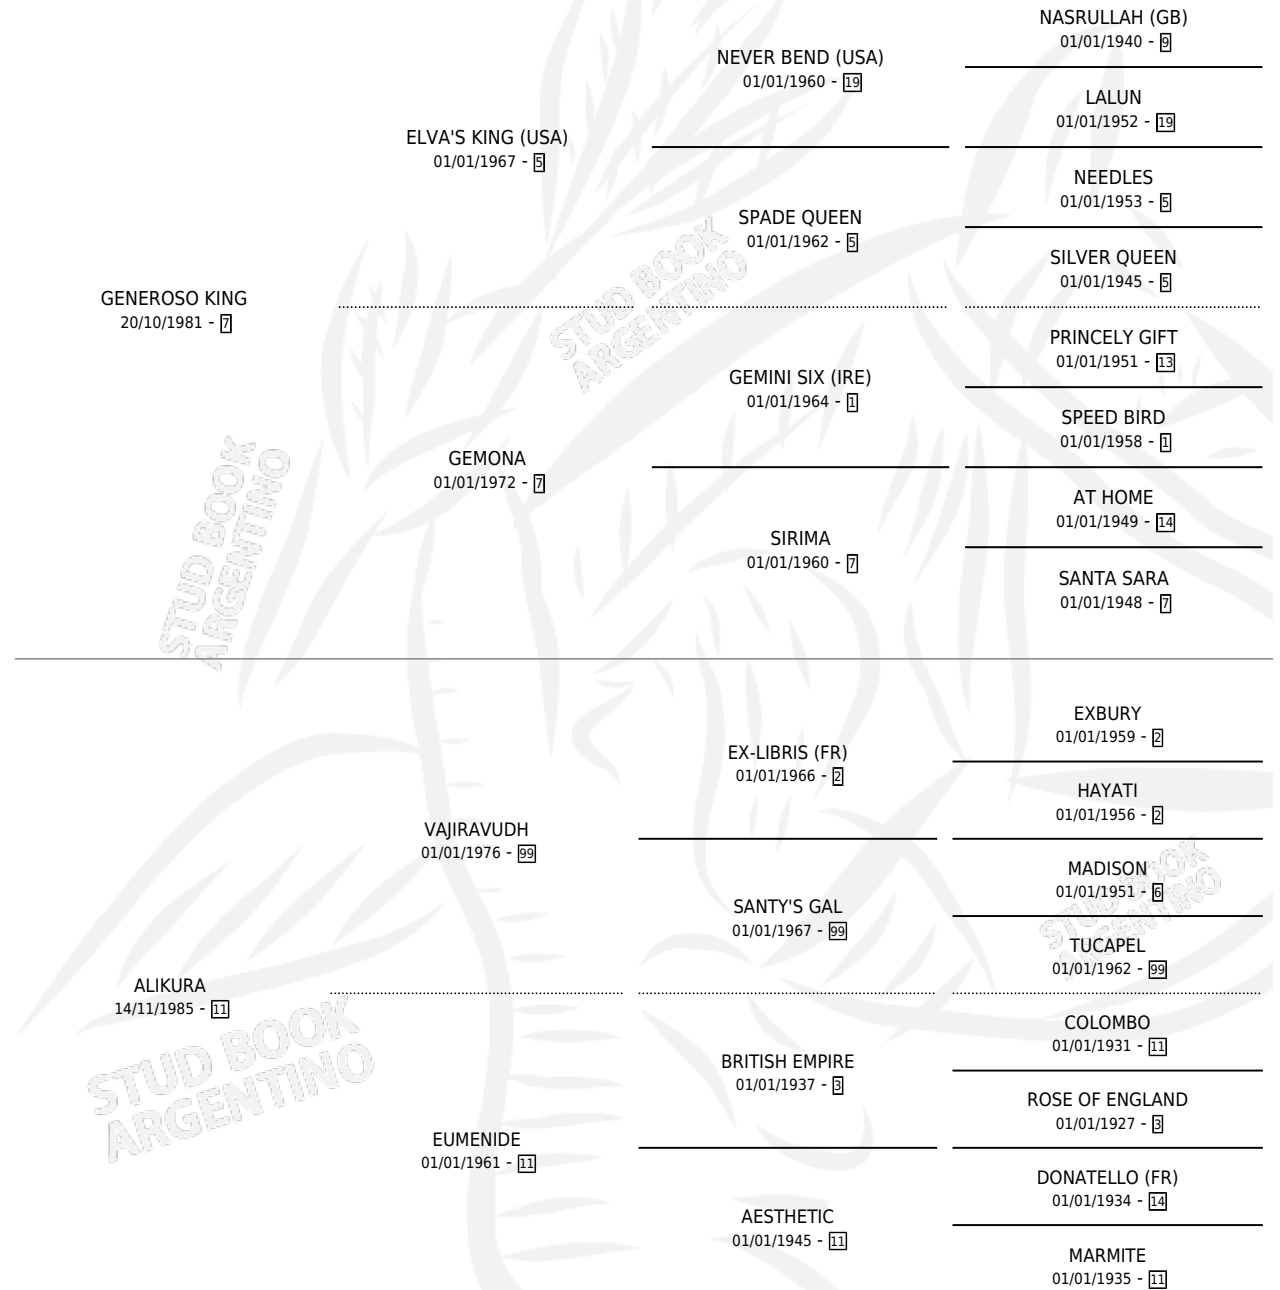 NASRULLAH (GB)
01/01/1940 - 9
NEVER BEND (USA)
01/01/1960 - 19
LALUN
01/01/1952 - 19
ELVA'S KING (USA)
01/01/1967 - 5
NEEDLES
01/01/1953 - 5
SPADE QUEEN
01/01/1962 - 5
SILVER QUEEN
01/01/1945 - 5
GENEROSO KING
20/10/1981 - 7
PRINCELY GIFT
01/01/1951 - 13
GEMINI SIX (IRE)
01/01/1964 - 1
SPEED BIRD
01/01/1958 - 1
GEMONA
01/01/1972 - 7
AT HOME
01/01/1949 - 14
SIRIMA
01/01/1960 - 7
SANTA SARA
01/01/1948 - 7
STUD BOOK
ARGENTINO
STUD BOOK
ARGENTINO
EXBURY
01/01/1959 - 2
EX-LIBRIS (FR)
01/01/1966 - 2
HAYATI
01/01/1956 - 2
VAJIRAVUDH
01/01/1976 - 99
MADISON
01/01/1951 - 6
SANTY'S GAL
01/01/1967 - 99
TUCAPEL
01/01/1962 - 99
ALIKURA
14/11/1985 - 11
COLOMBO
01/01/1931 - 11
BRITISH EMPIRE
01/01/1937 - 3
ROSE OF ENGLAND
01/01/1927 - 3
EUMENIDE
01/01/1961 - 11
DONATELLO (FR)
01/01/1934 - 14
AESTHETIC
01/01/1945 - 11
MARMITE
01/01/1935 - 11
STUD BOOK
ARGENTINO
STUD BOOK
ARGENTINO